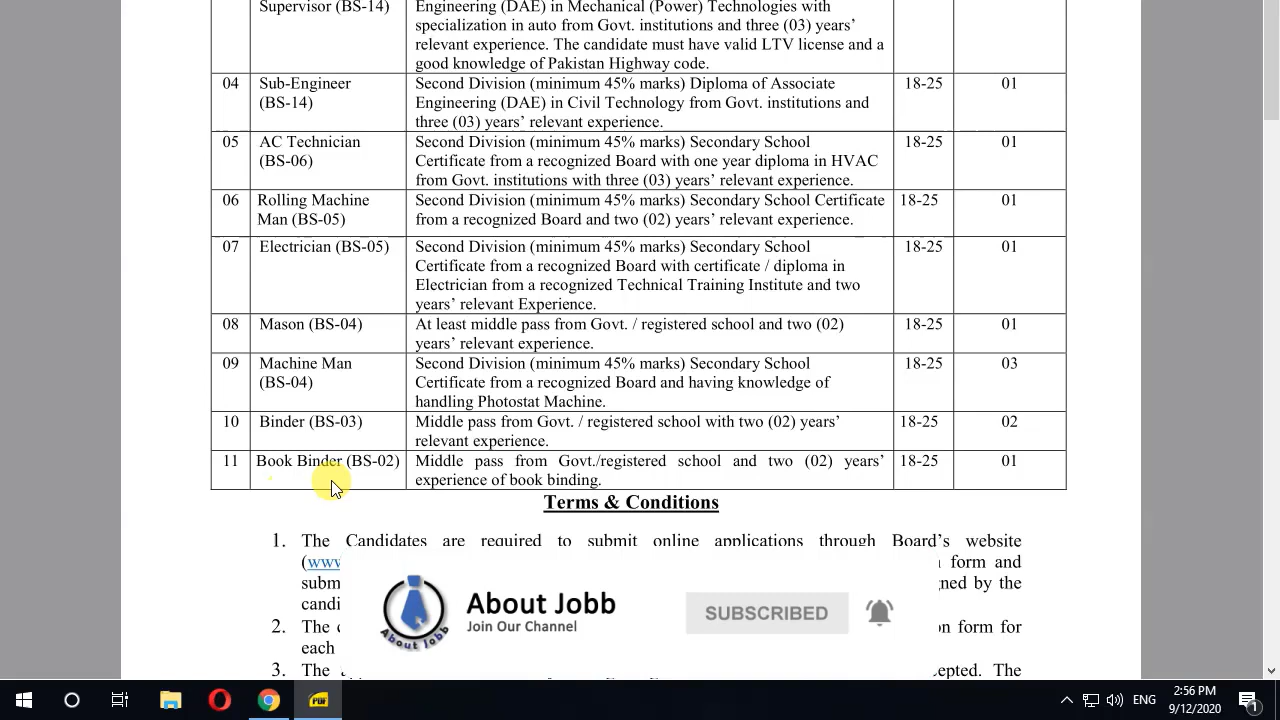 Supervisor (BS-14) Engineering (DAE) in Mechanical (Power) Technologies with
specialization in auto from Govt. institutions and three (03) years'
relevant experience. The candidate must have valid LTV license and a
good knowledge of Pakistan Highway code.
04 Sub-Engineer Second Division (minimum 45% marks) Diploma of Associate 18-25 01
(BS-14) Engineering (DAE) in Civil Technology from Govt. institutions and
three (03) years' relevant experience.
05 AC Technician Second Division (minimum 45% marks) Secondary School 18-25 01
(BS-06) Certificate from a recognized Board with one year diploma in HVAC
from Govt. institutions with three (03) years' relevant experience.
06 Rolling Machine Second Division (minimum 45% marks) Secondary School Certificate 18-25 01
Man (BS-05) from a recognized Board and two (02) years' relevant experience.
07 Electrician (BS-05) Second Division (minimum 45% marks) Secondary School 18-25 01
Certificate from a recognized Board with certificate / diploma in
Electrician from a recognized Technical Training Institute and two
years' relevant Experience.
08 Mason (BS-04) At least middle pass from Govt. / registered school and two (02) 18-25 01
years' relevant experience.
09 Machine Man Second Division (minimum 45% marks) Secondary School 18-25 03
(BS-04) Certificate from a recognized Board and having knowledge of
handling Photostat Machine.
10 Binder (BS-03) Middle pass from Govt. / registered school with two (02) years' 18-25 02
relevant experience.
11 Book Binder (BS-02) Middle pass from Govt./registered school and two (02) years' 18-25 01
experience of book binding.
Terms & Conditions
1. The Candidates are required to submit online applications through Board's website
(www form and
subm gned by the
candi
2. The on form for
each
3. The cepted. The
About Jobb
Join Our Channel
About Jobb
SUBSCRIBED
PDF
ENG
2:56 PM
9/12/2020
1